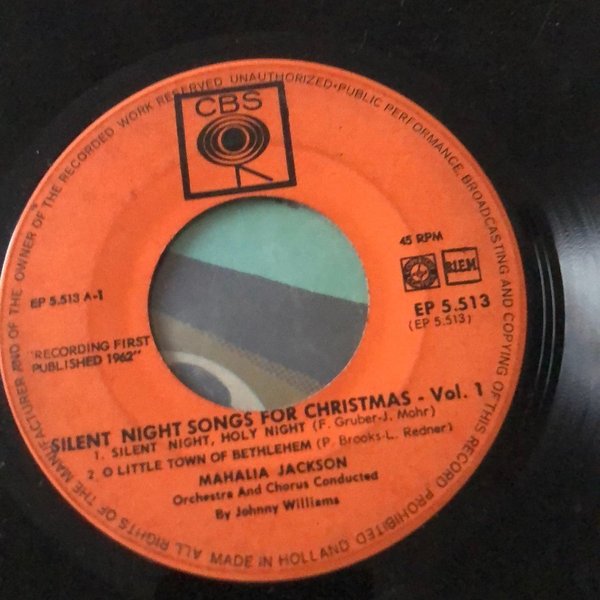 CBS
ALL RIGHTS OF THE MANUFACTURER AND OF THE OWNER OF THE RECORDED WORK RESERVED UNAUTHORIZED•PUBLIC PERFORMANCE, BROADCASTING AND COPYING OF THIS RECORD PROHIBITED
MADE IN HOLLAND
45 RPM
BIEM
EP 5.513
(EP 5.513)
EP 5.513 A-1
"RECORDING FIRST
PUBLISHED 1962"
SILENT NIGHT SONGS FOR CHRISTMAS - Vol. 1
1. SILENT NIGHT, HOLY NIGHT (F. Gruber-J. Mohr)
2. O LITTLE TOWN OF BETHLEHEM (P. Brooks-L. Redner)
MAHALIA JACKSON
Orchestra And Chorus Conducted
By Johnny Williams